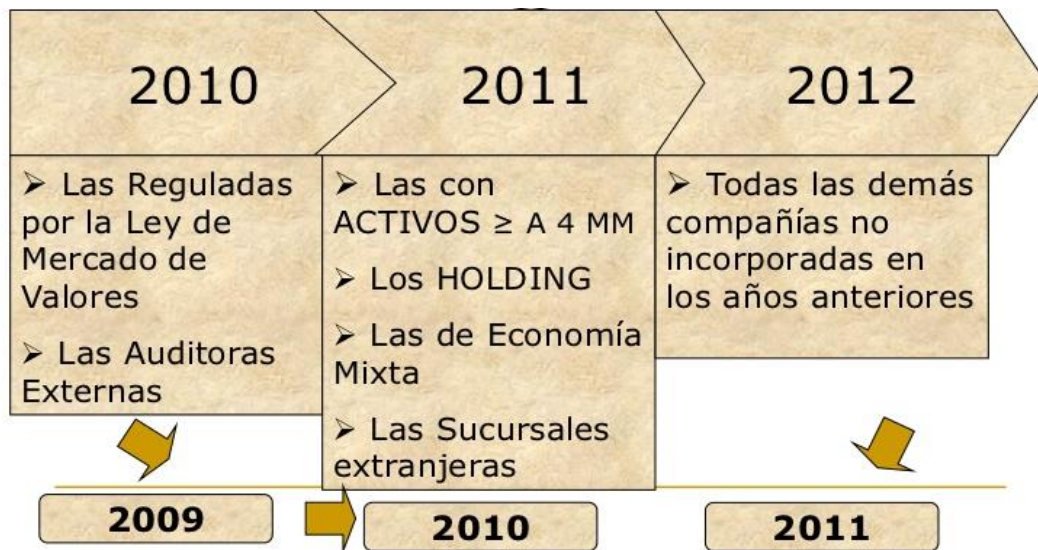 2010
➢ Las Reguladas
por la Ley de
Mercado de
Valores
➢ Las Auditoras
Externas
2011
➢ Las con
ACTIVOS ≥ A 4 MM
➢ Los HOLDING
➢ Las de Economía
Mixta
➢ Las Sucursales
extranjeras
2012
➢ Todas las demás
compañías no
incorporadas en
los años anteriores
2009
2010
2011